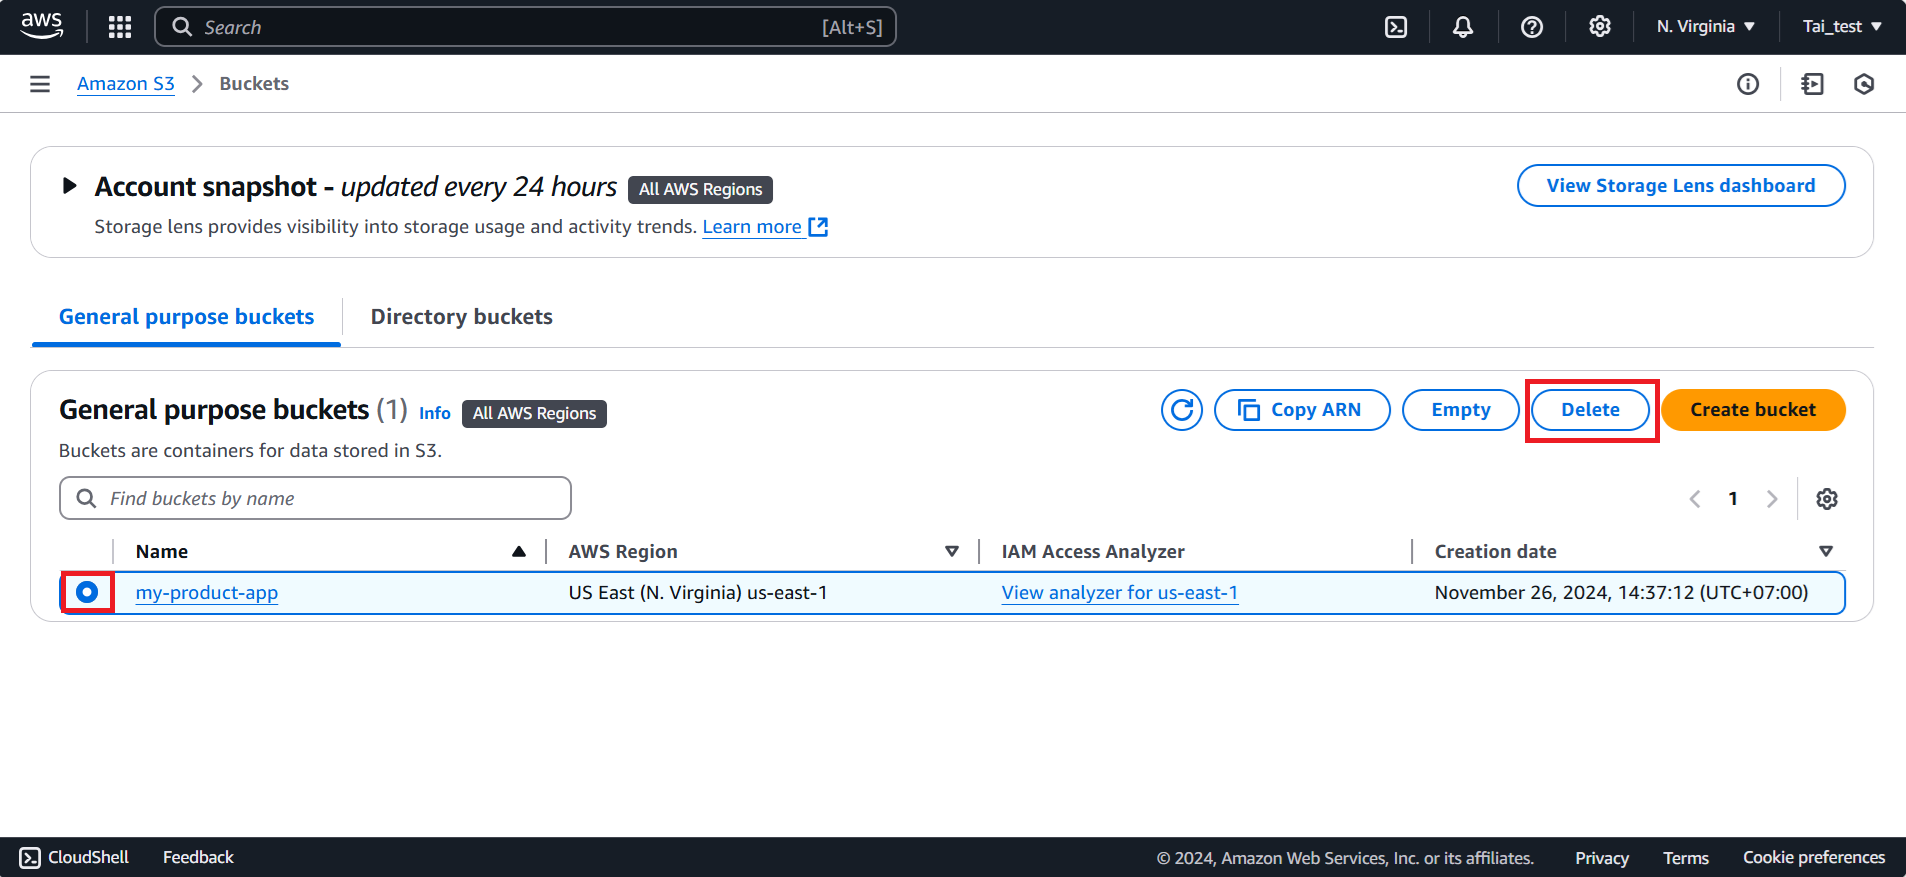 aws Search [Alt+S] N. Virginia Tai_test
Amazon S3 Buckets
Account snapshot - updated every 24 hours All AWS Regions View Storage Lens dashboard
Storage lens provides visibility into storage usage and activity trends. Learn more
General purpose buckets Directory buckets
General purpose buckets (1) Info All AWS Regions Copy ARN Empty Delete Create bucket
Buckets are containers for data stored in S3.
Find buckets by name 1
Name AWS Region IAM Access Analyzer Creation date
my-product-app US East (N. Virginia) us-east-1 View analyzer for us-east-1 November 26, 2024, 14:37:12 (UTC+07:00)
CloudShell Feedback © 2024, Amazon Web Services, Inc. or its affiliates. Privacy Terms Cookie preferences